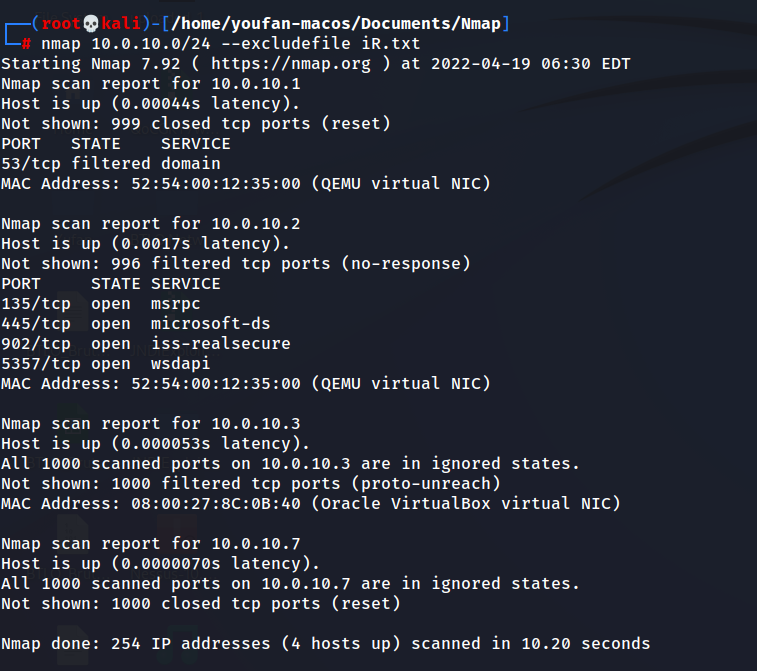 ┌──(root💀kali)-[/home/youfan-macos/Documents/Nmap]
└─# nmap 10.0.10.0/24 --excludefile iR.txt
Starting Nmap 7.92 ( https://nmap.org ) at 2022-04-19 06:30 EDT
Nmap scan report for 10.0.10.1
Host is up (0.00044s latency).
Not shown: 999 closed tcp ports (reset)
PORT   STATE    SERVICE
53/tcp filtered domain
MAC Address: 52:54:00:12:35:00 (QEMU virtual NIC)

Nmap scan report for 10.0.10.2
Host is up (0.0017s latency).
Not shown: 996 filtered tcp ports (no-response)
PORT     STATE SERVICE
135/tcp  open  msrpc
445/tcp  open  microsoft-ds
902/tcp  open  iss-realsecure
5357/tcp open  wsdapi
MAC Address: 52:54:00:12:35:00 (QEMU virtual NIC)

Nmap scan report for 10.0.10.3
Host is up (0.000053s latency).
All 1000 scanned ports on 10.0.10.3 are in ignored states.
Not shown: 1000 filtered tcp ports (proto-unreach)
MAC Address: 08:00:27:8C:0B:40 (Oracle VirtualBox virtual NIC)

Nmap scan report for 10.0.10.7
Host is up (0.0000070s latency).
All 1000 scanned ports on 10.0.10.7 are in ignored states.
Not shown: 1000 closed tcp ports (reset)

Nmap done: 254 IP addresses (4 hosts up) scanned in 10.20 seconds